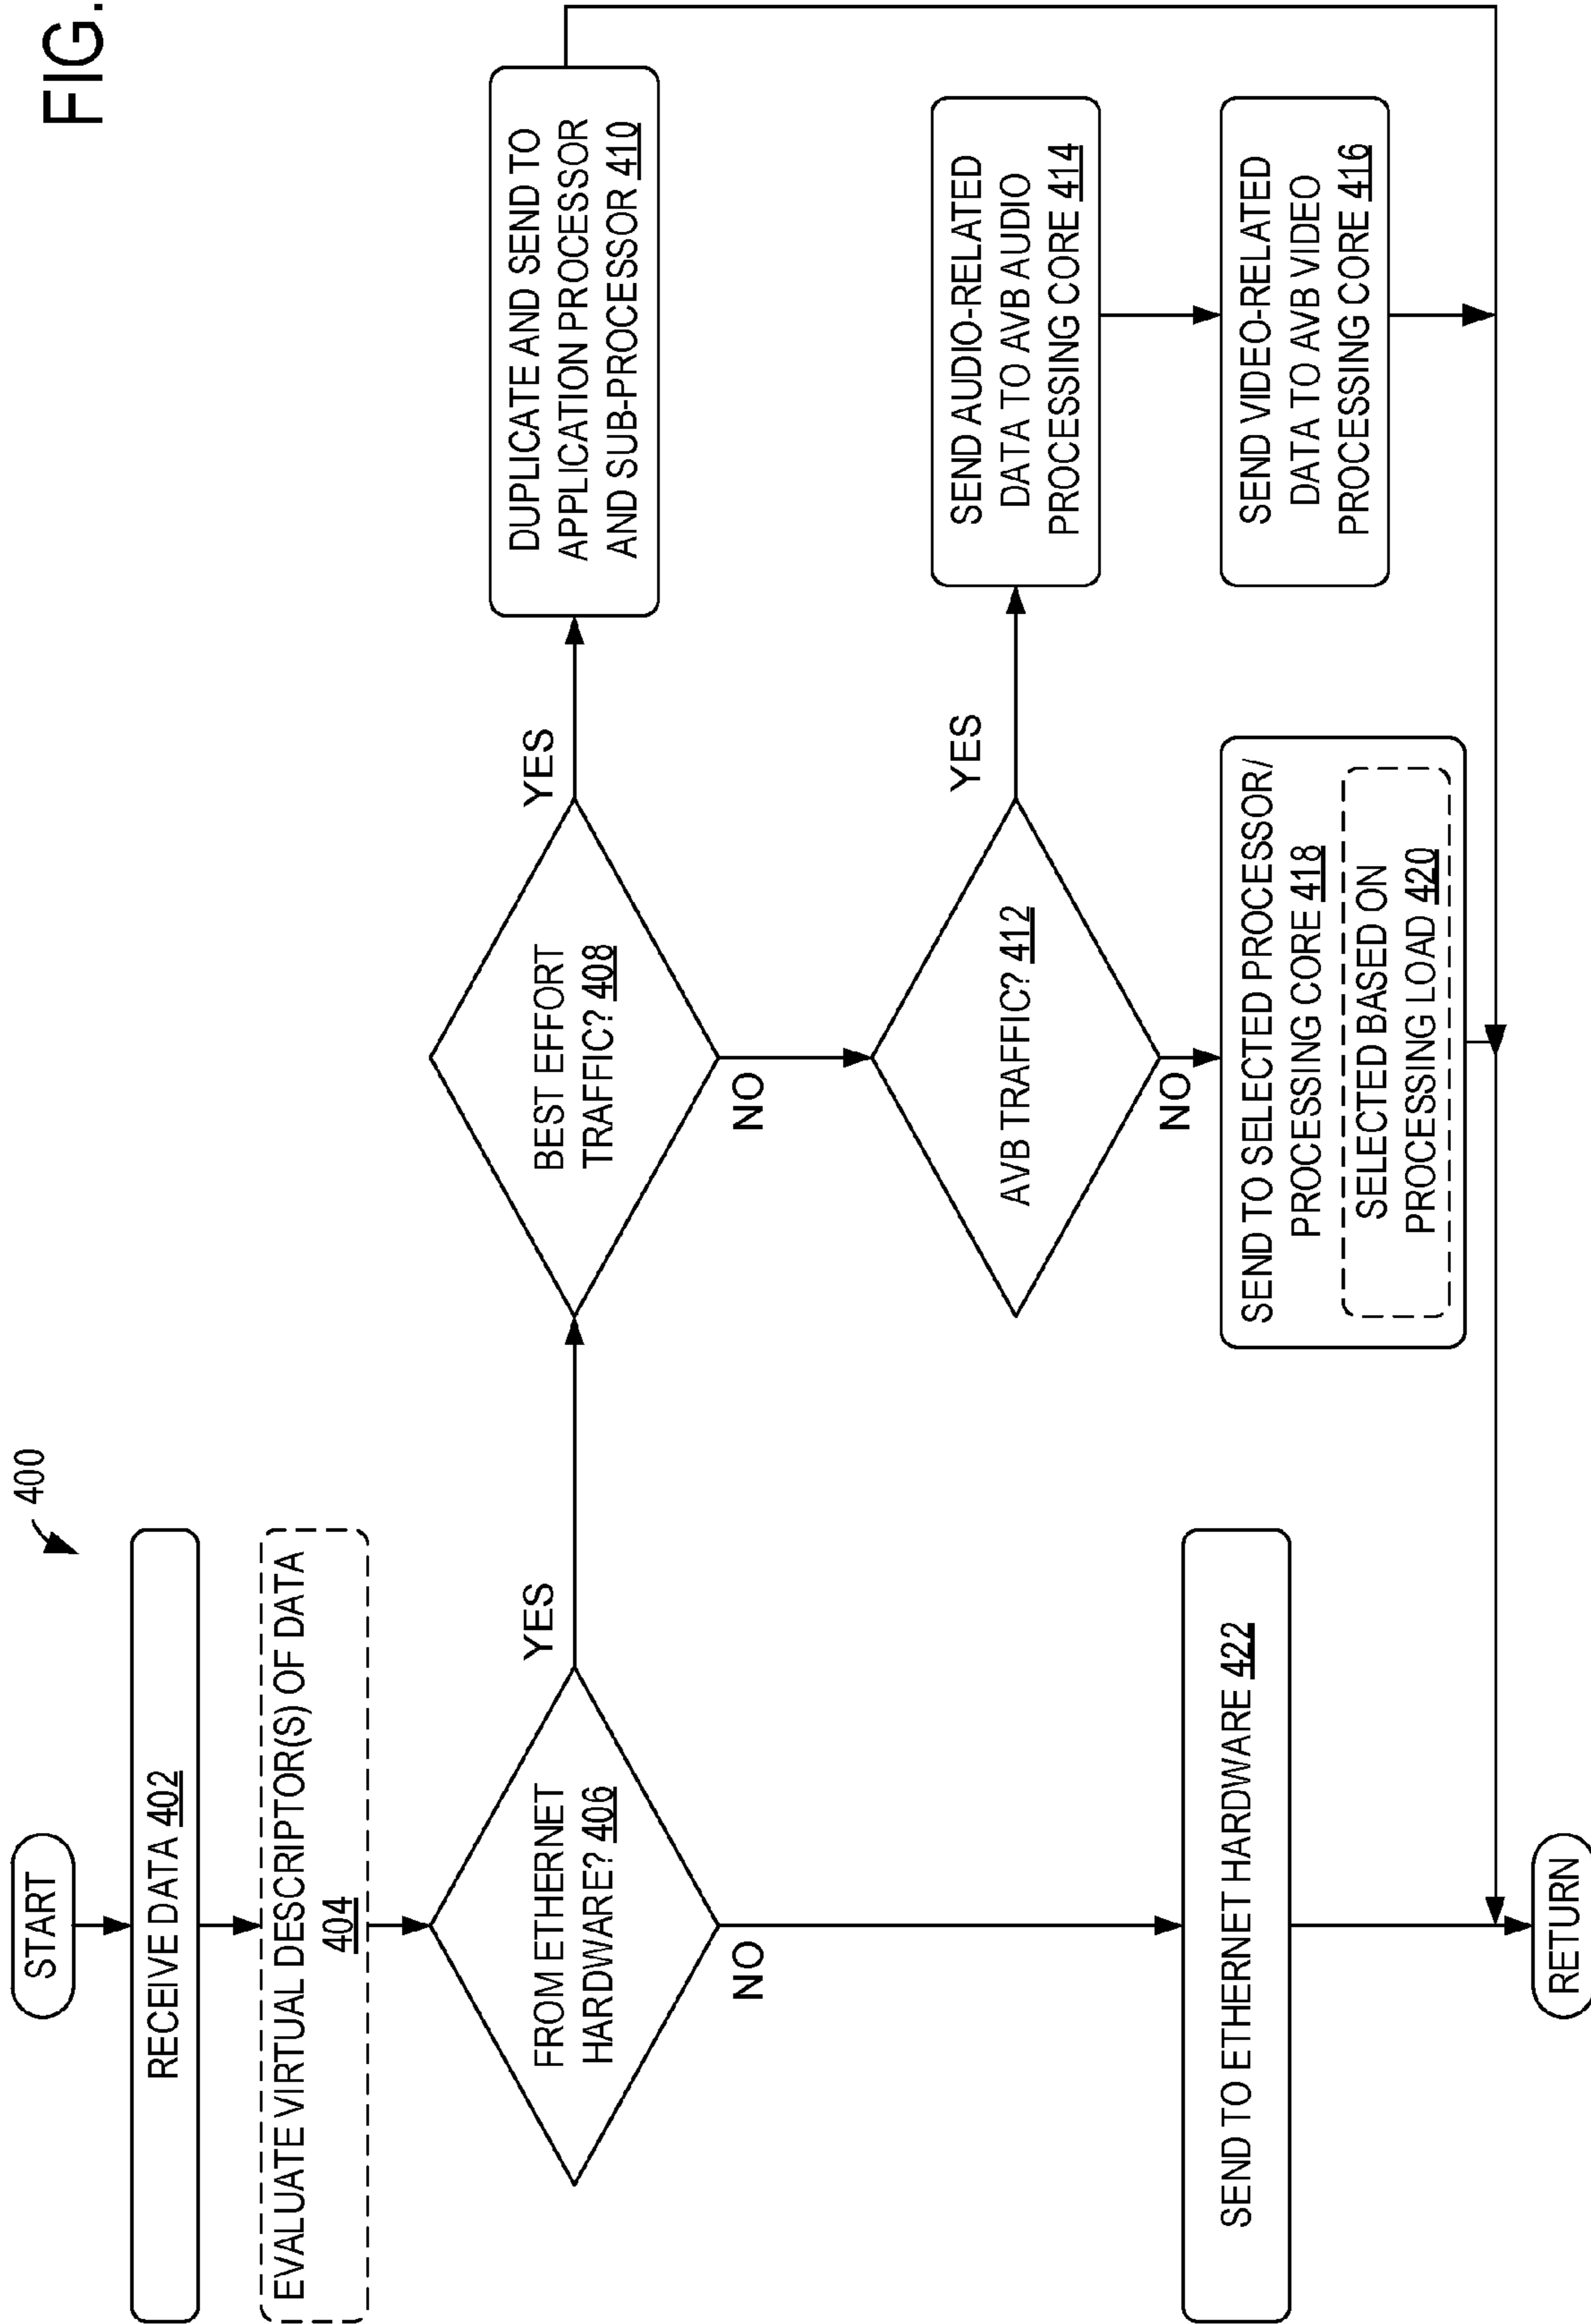 FIG.
400
START
RECEIVE DATA 402
EVALUATE VIRTUAL DESCRIPTOR(S) OF DATA
404
FROM ETHERNET
HARDWARE? 406
YES
NO
BEST EFFORT
TRAFFIC? 408
YES
NO
DUPLICATE AND SEND TO
APPLICATION PROCESSOR
AND SUB-PROCESSOR 410
AVB TRAFFIC? 412
YES
NO
SEND AUDIO-RELATED
DATA TO AVB AUDIO
PROCESSING CORE 414
SEND VIDEO-RELATED
DATA TO AVB VIDEO
PROCESSING CORE 416
SEND TO SELECTED PROCESSOR/
PROCESSING CORE 418
SELECTED BASED ON
PROCESSING LOAD 420
SEND TO ETHERNET HARDWARE 422
RETURN